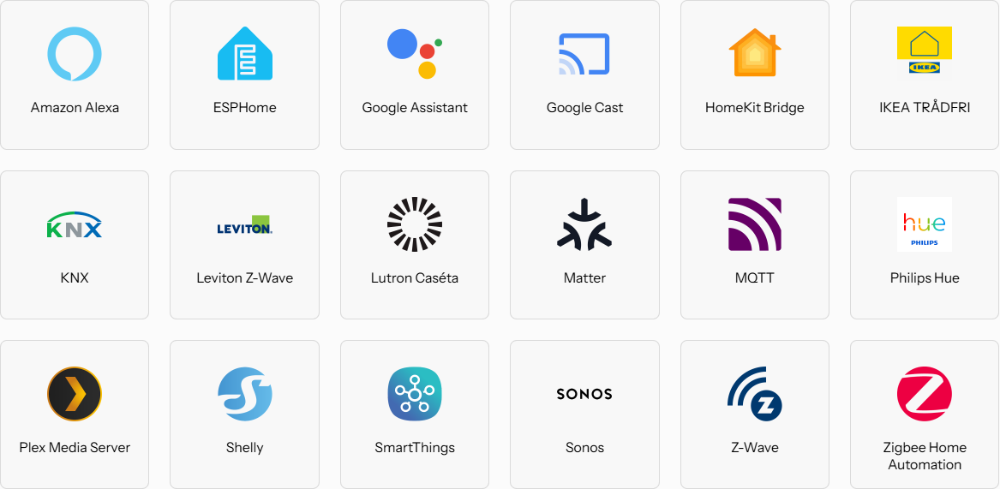 Amazon Alexa
ESPHome
Google Assistant
Google Cast
HomeKit Bridge
IKEA
IKEA TRÅDFRI
KNX
KNX
LEVITON
Leviton Z-Wave
Lutron Caséta
Matter
MQTT
hue
PHILIPS
Philips Hue
Plex Media Server
Shelly
SmartThings
SONOS
Sonos
Z
Z-Wave
Z
Zigbee Home
Automation